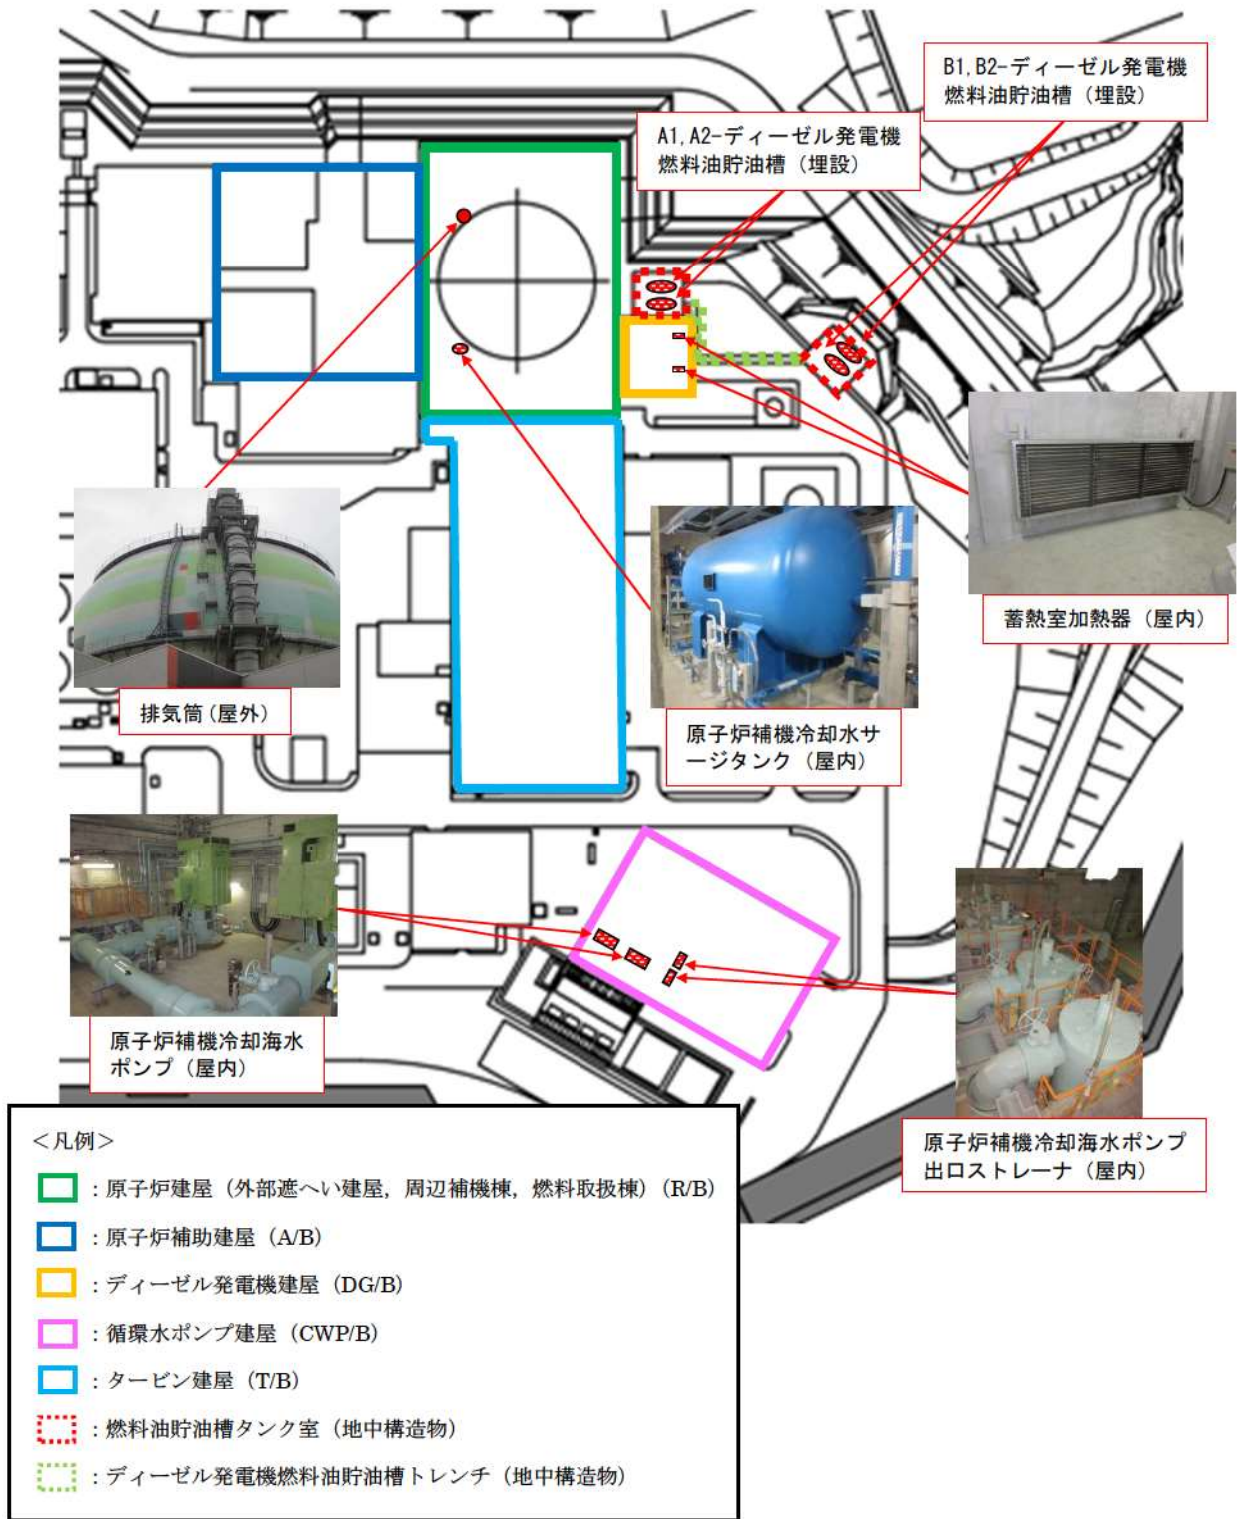 B1,B2-ディーゼル発電機
燃料油貯油槽（埋設）
A1,A2-ディーゼル発電機
燃料油貯油槽（埋設）
蓄熱室加熱器（屋内）
排気筒(屋外)
原子炉補機冷却水サ
ージタンク（屋内）
原子炉補機冷却海水
ポンプ（屋内）
原子炉補機冷却海水ポンプ
出口ストレーナ（屋内）
＜凡例＞
：原子炉建屋（外部遮へい建屋，周辺補機棟，燃料取扱棟）（R/B）
：原子炉補助建屋（A/B）
：ディーゼル発電機建屋（DG/B）
：循環水ポンプ建屋（CWP/B）
：タービン建屋（T/B）
：燃料油貯油槽タンク室（地中構造物）
：ディーゼル発電機燃料油貯油槽トレンチ（地中構造物）